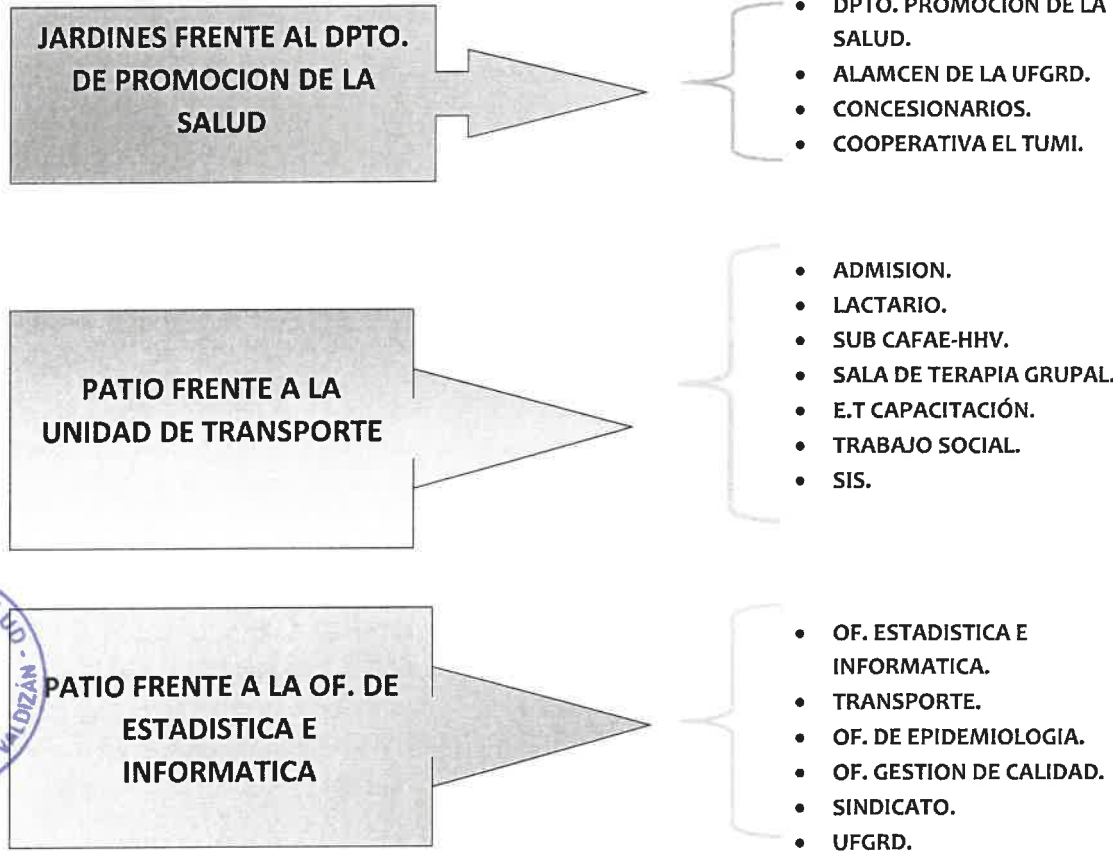 JARDINES FRENTE AL DPTO.
DE PROMOCION DE LA
SALUD
• DPTO. PROMOCION DE LA
SALUD.
• ALAMCEN DE LA UFGRD.
• CONCESIONARIOS.
• COOPERATIVA EL TUMI.
PATIO FRENTE A LA
UNIDAD DE TRANSPORTE
• ADMISION.
• LACTARIO.
• SUB CAFAE-HHV.
• SALA DE TERAPIA GRUPAL.
• E.T CAPACITACIÓN.
• TRABAJO SOCIAL.
• SIS.
PATIO FRENTE A LA OF. DE
ESTADISTICA E
INFORMATICA
• OF. ESTADISTICA E
INFORMATICA.
• TRANSPORTE.
• OF. DE EPIDEMIOLOGIA.
• OF. GESTION DE CALIDAD.
• SINDICATO.
• UFGRD.
VALDIZÁN